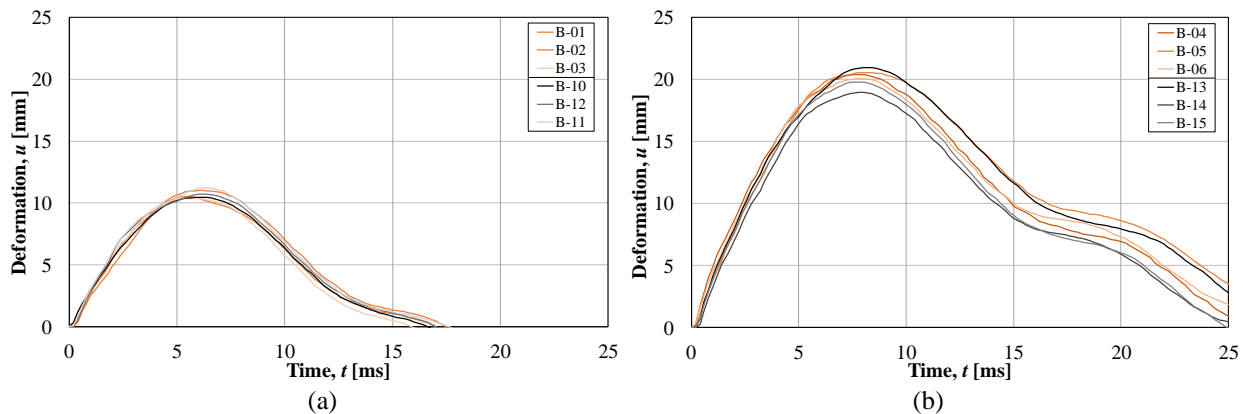 25
20
15
10
5
0
Deformation, u [mm]
B-01
B-02
B-03
B-10
B-12
B-11
0 5 10 15 20 25
Time, t [ms]
(a)
25
20
15
10
5
0
Deformation, u [mm]
B-04
B-05
B-06
B-13
B-14
B-15
0 5 10 15 20 25
Time, t [ms]
(b)